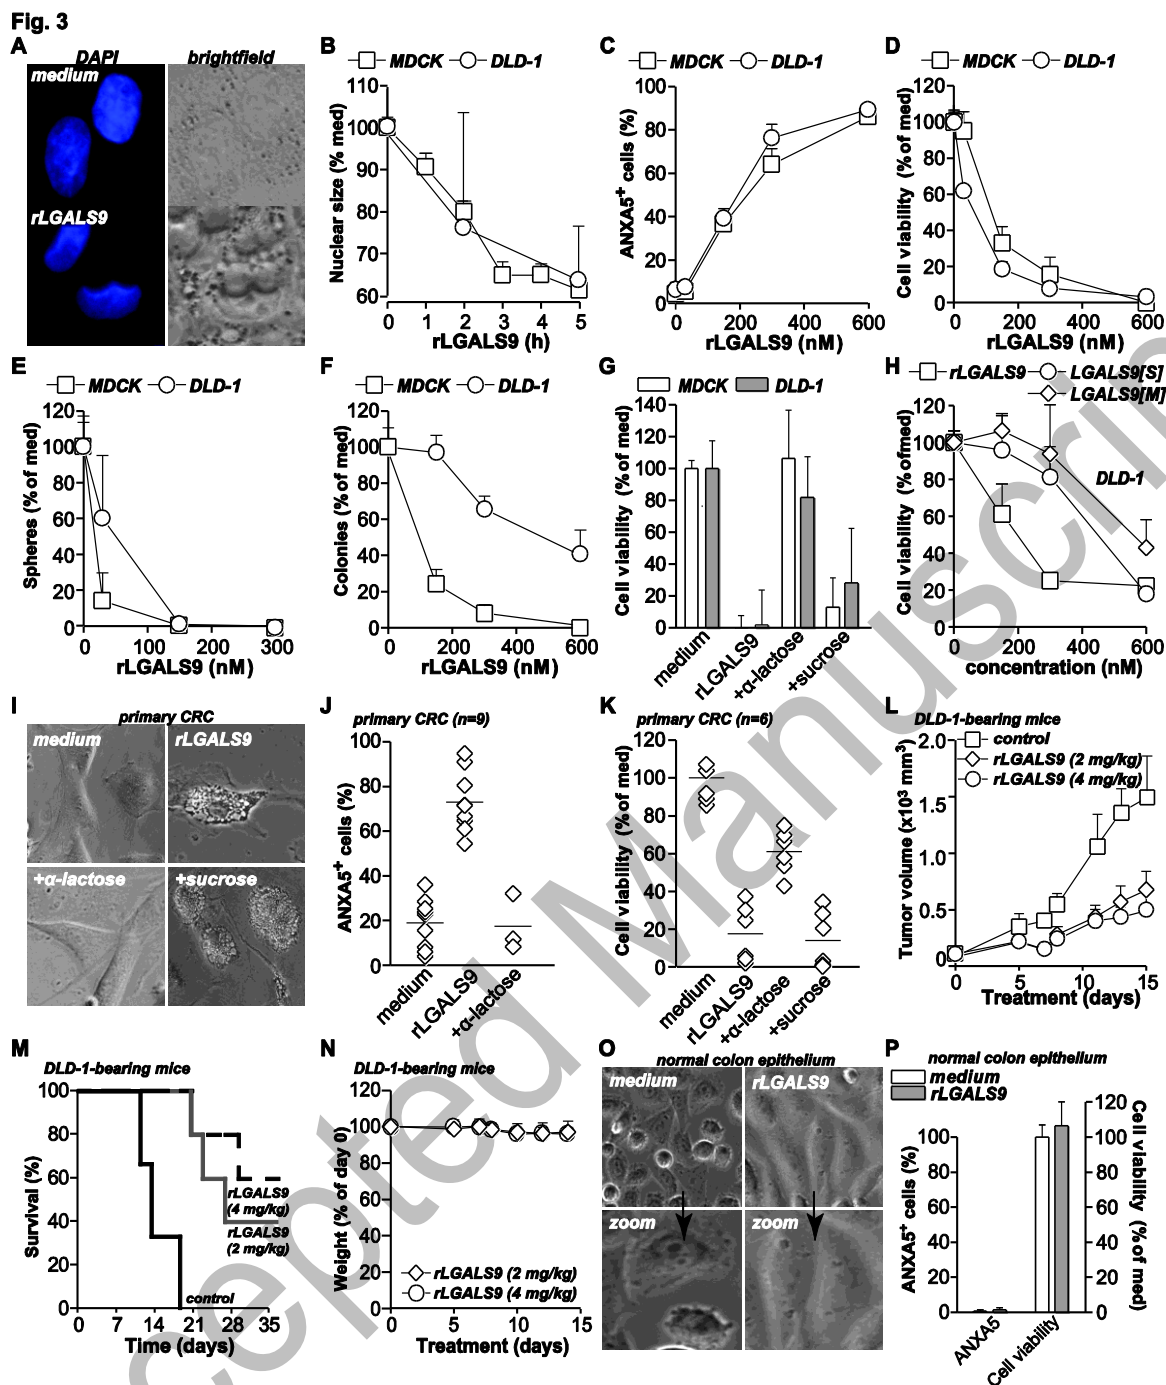 Fig. 3
A
DAPI
brightfield
medium
rLGALS9
B
MDCK
DLD-1
Nuclear size (% med)
110
100
90
80
70
60
0 1 2 3 4 5
rLGALS9 (h)
C
MDCK
DLD-1
ANXA5+ cells (%)
100
80
60
40
20
0
0 200 400 600
rLGALS9 (nM)
D
MDCK
DLD-1
Cell viability (% of med)
120
100
80
60
40
20
0
0 200 400 600
rLGALS9 (nM)
E
MDCK
DLD-1
Spheres (% of med)
120
100
80
60
40
20
0
0 100 200 300
rLGALS9 (nM)
F
MDCK
DLD-1
Colonies (% of med)
120
100
80
60
40
20
0
0 200 400 600
rLGALS9 (nM)
G
MDCK
DLD-1
Cell viability (% of med)
140
120
100
80
60
40
20
0
medium
rLGALS9
+α-lactose
+sucrose
H
rLGALS9
LGALS9[S]
LGALS9[M]
DLD-1
Cell viability (% of med)
120
100
80
60
40
20
0
0 200 400 600
concentration (nM)
I
primary CRC
medium
rLGALS9
+α-lactose
+sucrose
J
primary CRC (n=9)
ANXA5+ cells (%)
100
80
60
40
20
0
medium
rLGALS9
+α-lactose
K
primary CRC (n=6)
Cell viability (% of med)
120
100
80
60
40
20
0
medium
rLGALS9
+α-lactose
+sucrose
L
DLD-1-bearing mice
control
rLGALS9 (2 mg/kg)
rLGALS9 (4 mg/kg)
Tumor volume (x10³ mm³)
2.0
1.5
1.0
0.5
0
0 5 10 15
Treatment (days)
M
DLD-1-bearing mice
Survival (%)
100
80
60
40
20
0
rLGALS9
(4 mg/kg)
rLGALS9
(2 mg/kg)
control
0 7 14 21 28 35
Time (days)
N
DLD-1-bearing mice
Weight (% of day 0)
120
100
80
60
40
20
0
rLGALS9 (2 mg/kg)
rLGALS9 (4 mg/kg)
0 5 10 15
Treatment (days)
O
normal colon epithelium
medium
rLGALS9
zoom
zoom
P
normal colon epithelium
medium
rLGALS9
ANXA5+ cells (%)
100
80
60
40
20
0
120
100
80
60
40
20
0
Cell viability (% of med)
ANXA5
Cell viability
cepted Manuscrip